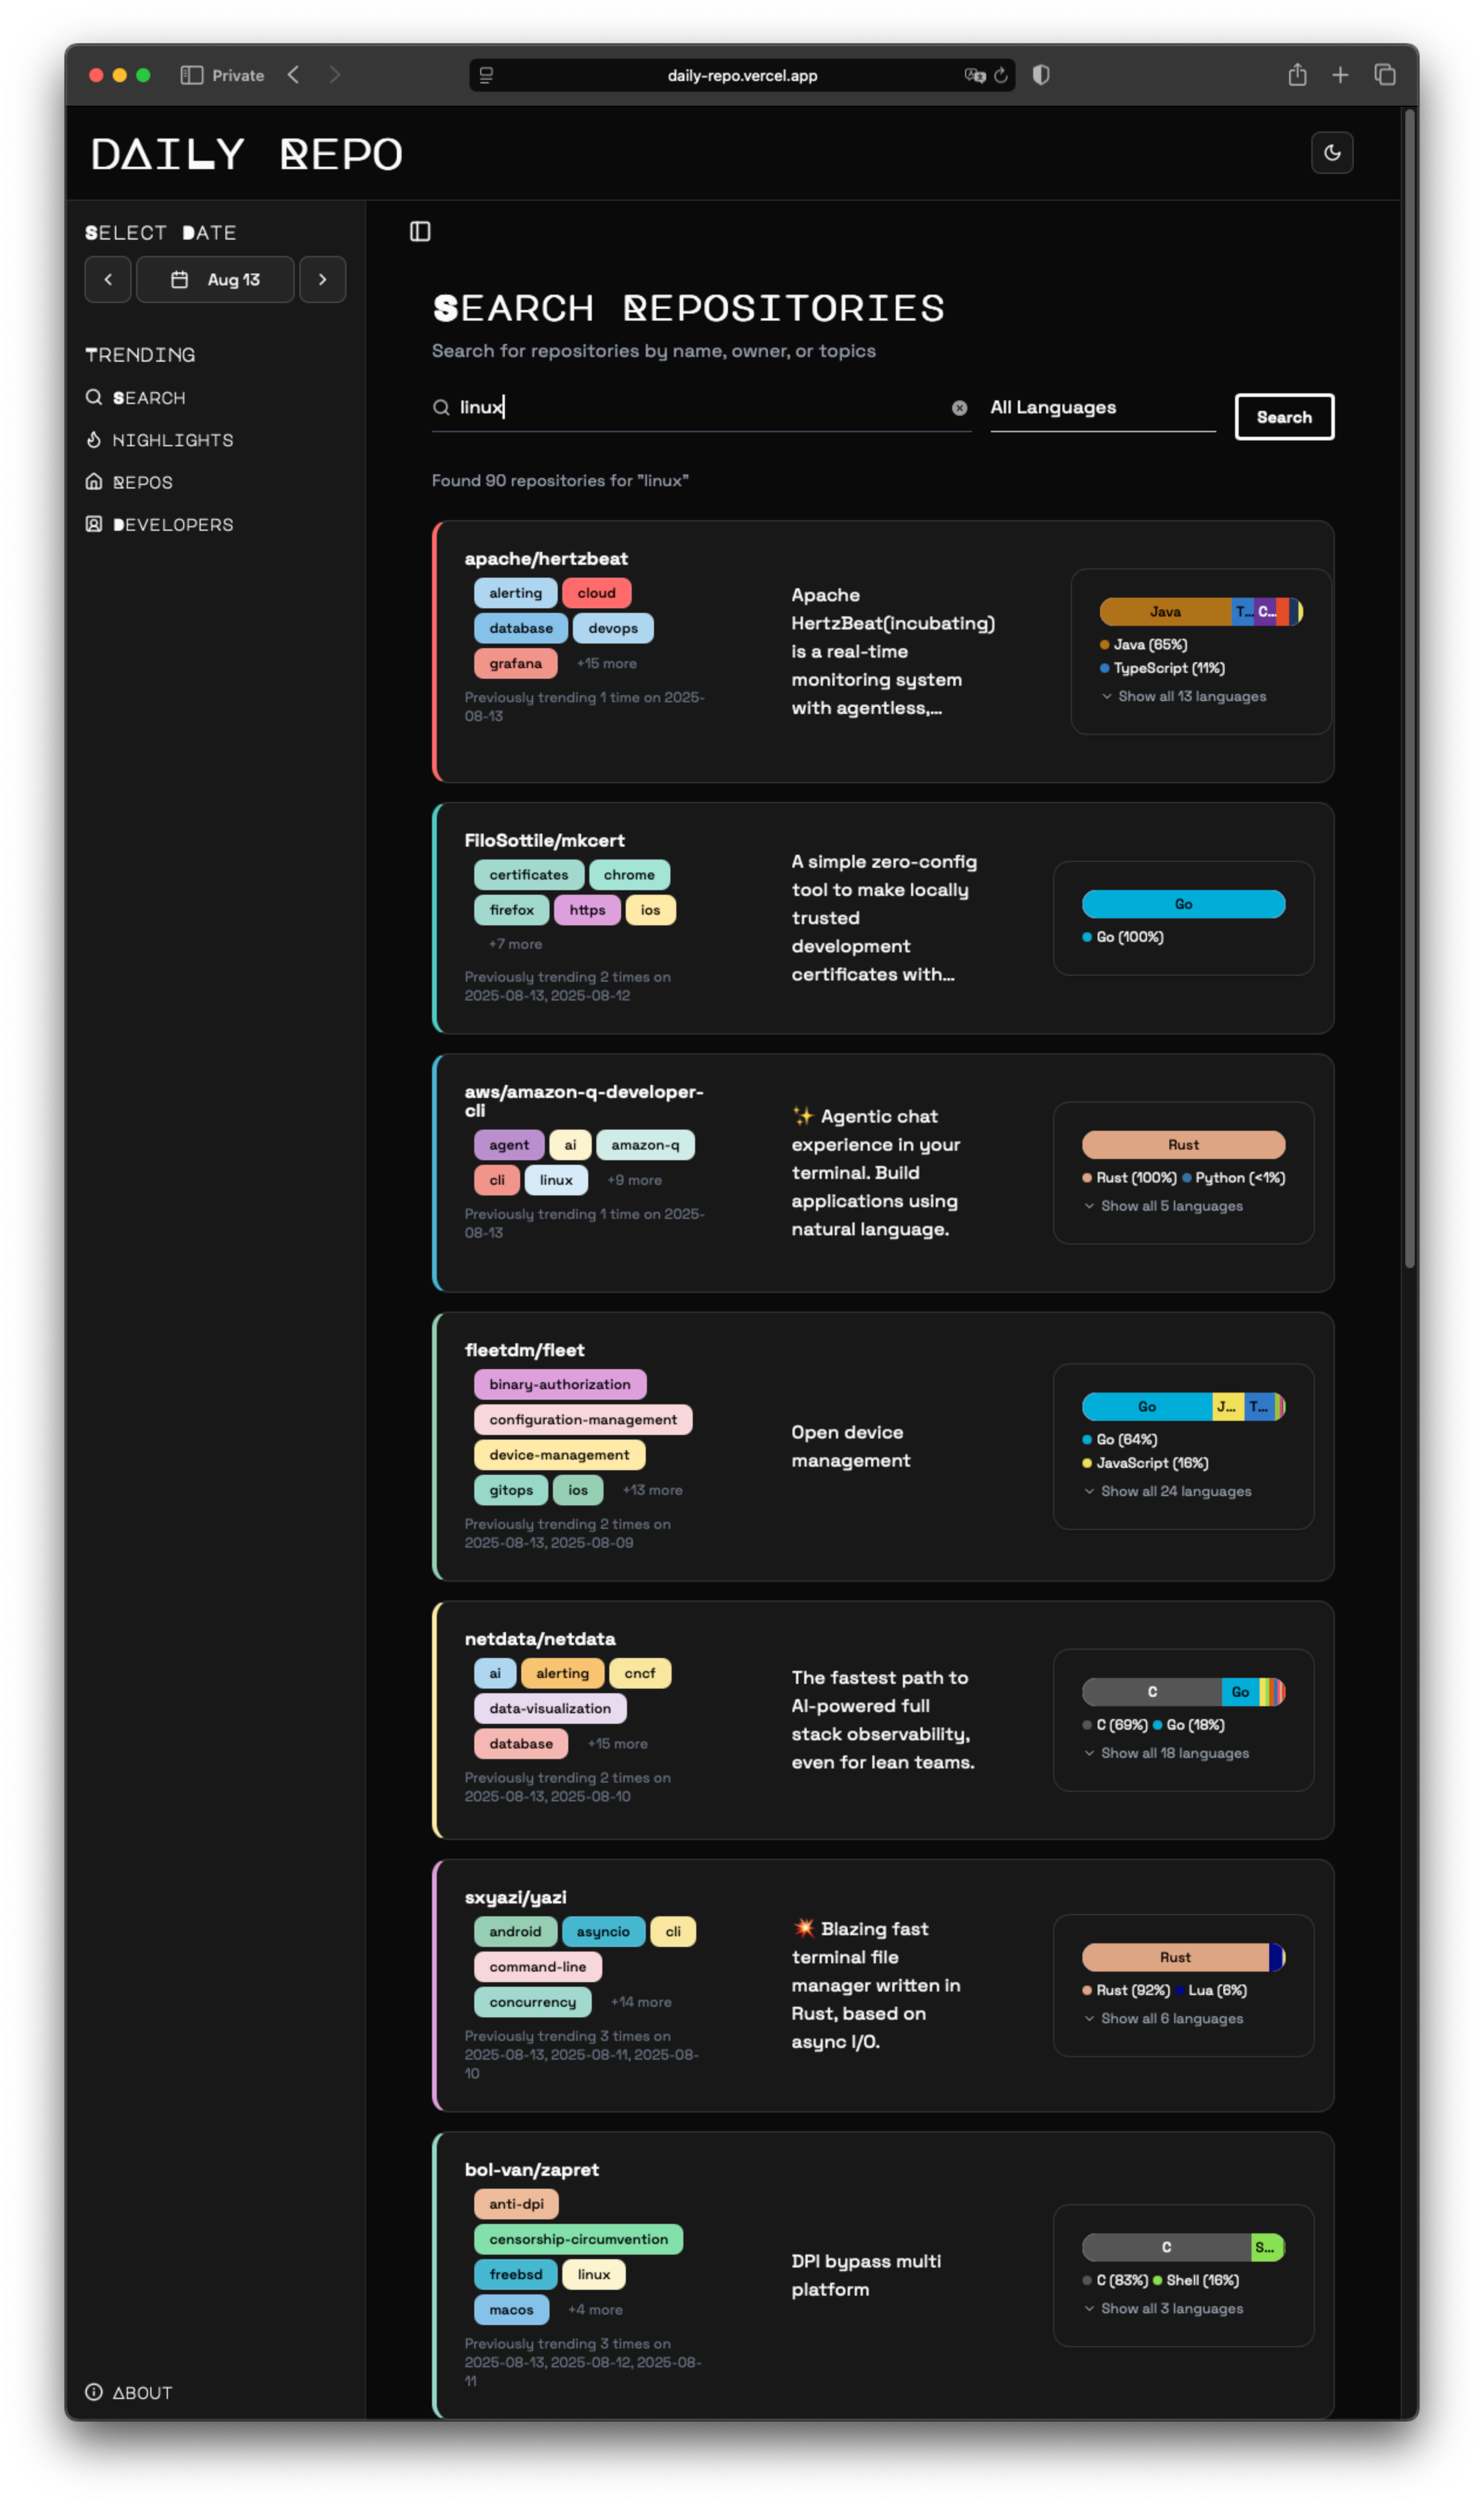 Private
daily-repo.vercel.app
DAILY REPO
SELECT DATE
Aug 13
TRENDING
SEARCH
HIGHLIGHTS
REPOS
DEVELOPERS
ABOUT
SEARCH REPOSITORIES
Search for repositories by name, owner, or topics
linux
All Languages
Search
Found 90 repositories for "linux"
apache/hertzbeat
alerting cloud
database devops
grafana +15 more
Previously trending 1 time on 2025-
08-13
Apache
HertzBeat(incubating)
is a real-time
monitoring system
with agentless,...
Java T... C...
Java (65%)
TypeScript (11%)
Show all 13 languages
FiloSottile/mkcert
certificates chrome
firefox https ios
+7 more
Previously trending 2 times on
2025-08-13, 2025-08-12
A simple zero-config
tool to make locally
trusted
development
certificates with...
Go
Go (100%)
aws/amazon-q-developer-
cli
agent ai amazon-q
cli linux +9 more
Previously trending 1 time on 2025-
08-13
✨ Agentic chat
experience in your
terminal. Build
applications using
natural language.
Rust
Rust (100%) Python (<1%)
Show all 5 languages
fleetdm/fleet
binary-authorization
configuration-management
device-management
gitops ios +13 more
Previously trending 2 times on
2025-08-13, 2025-08-09
Open device
management
Go J... T...
Go (64%)
JavaScript (16%)
Show all 24 languages
netdata/netdata
ai alerting cncf
data-visualization
database +15 more
Previously trending 2 times on
2025-08-13, 2025-08-10
The fastest path to
AI-powered full
stack observability,
even for lean teams.
C Go
C (69%) Go (18%)
Show all 18 languages
sxyazi/yazi
android asyncio cli
command-line
concurrency +14 more
Previously trending 3 times on
2025-08-13, 2025-08-11, 2025-08-
10
💥 Blazing fast
terminal file
manager written in
Rust, based on
async I/O.
Rust
Rust (92%) Lua (6%)
Show all 6 languages
bol-van/zapret
anti-dpi
censorship-circumvention
freebsd linux
macos +4 more
Previously trending 3 times on
2025-08-13, 2025-08-12, 2025-08-
11
DPI bypass multi
platform
C S...
C (83%) Shell (16%)
Show all 3 languages